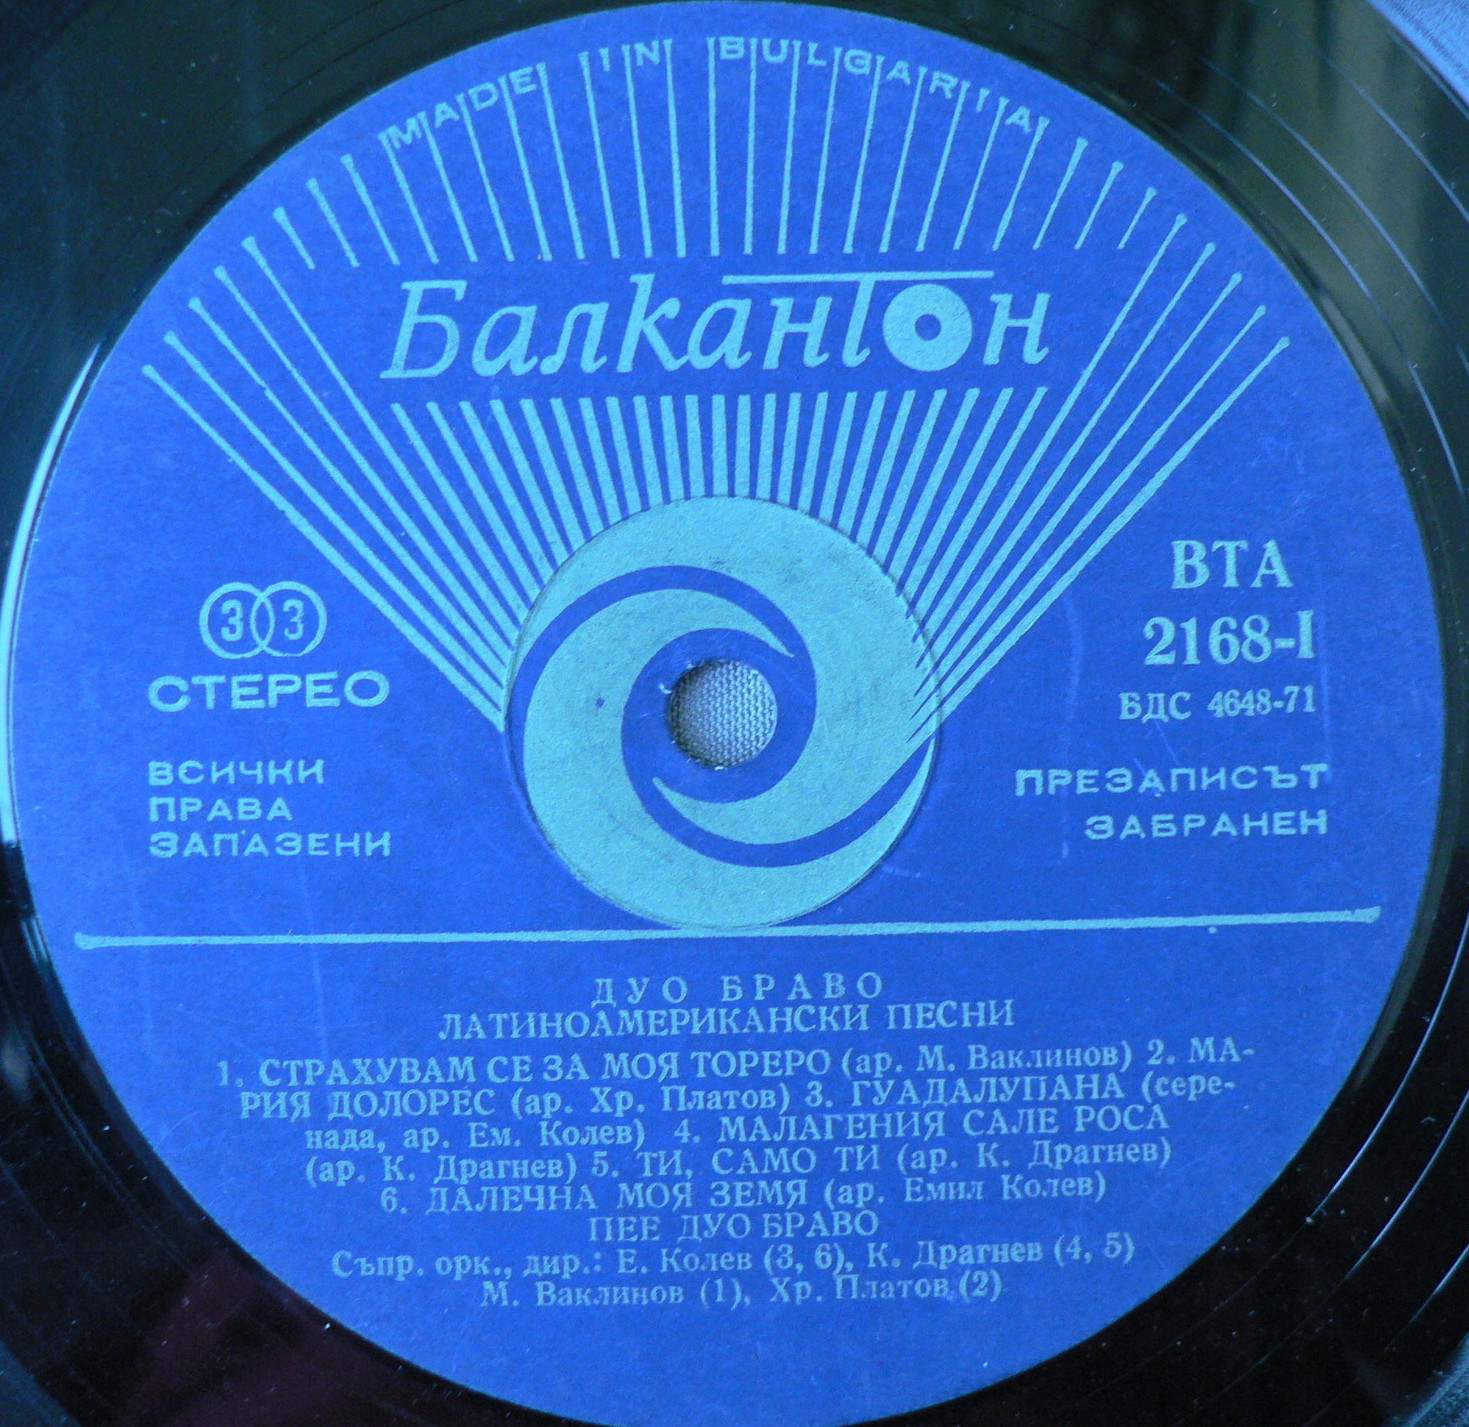 MADE IN BULGARIA
Балкантон
33
СТЕРЕО
ВСИЧКИ
ПРАВА
ЗАПАЗЕНИ
ВТА
2168-I
БДС 4648-71
ПРЕЗАПИСЪТ
ЗАБРАНЕН
ДУО БРАВО
ЛАТИНОАМЕРИКАНСКИ ПЕСНИ
1. СТРАХУВАМ СЕ ЗА МОЯ ТОРЕРО (ар. М. Ваклинов) 2. МА-
РИЯ ДОЛОРЕС (ар. Хр. Платов) 3. ГУАДАЛУПАНА (сере-
нада, ар. Ем. Колев) 4. МАЛАГЕНИЯ САЛЕ РОСА
(ар. К. Драгнев) 5. ТИ, САМО ТИ (ар. К. Драгнев)
6. ДАЛЕЧНА МОЯ ЗЕМЯ (ар. Емил Колев)
ПЕЕ ДУО БРАВО
Съпр. орк., дир.: Е. Колев (3, 6), К. Драгнев (4, 5)
М. Ваклинов (1), Хр. Платов (2)